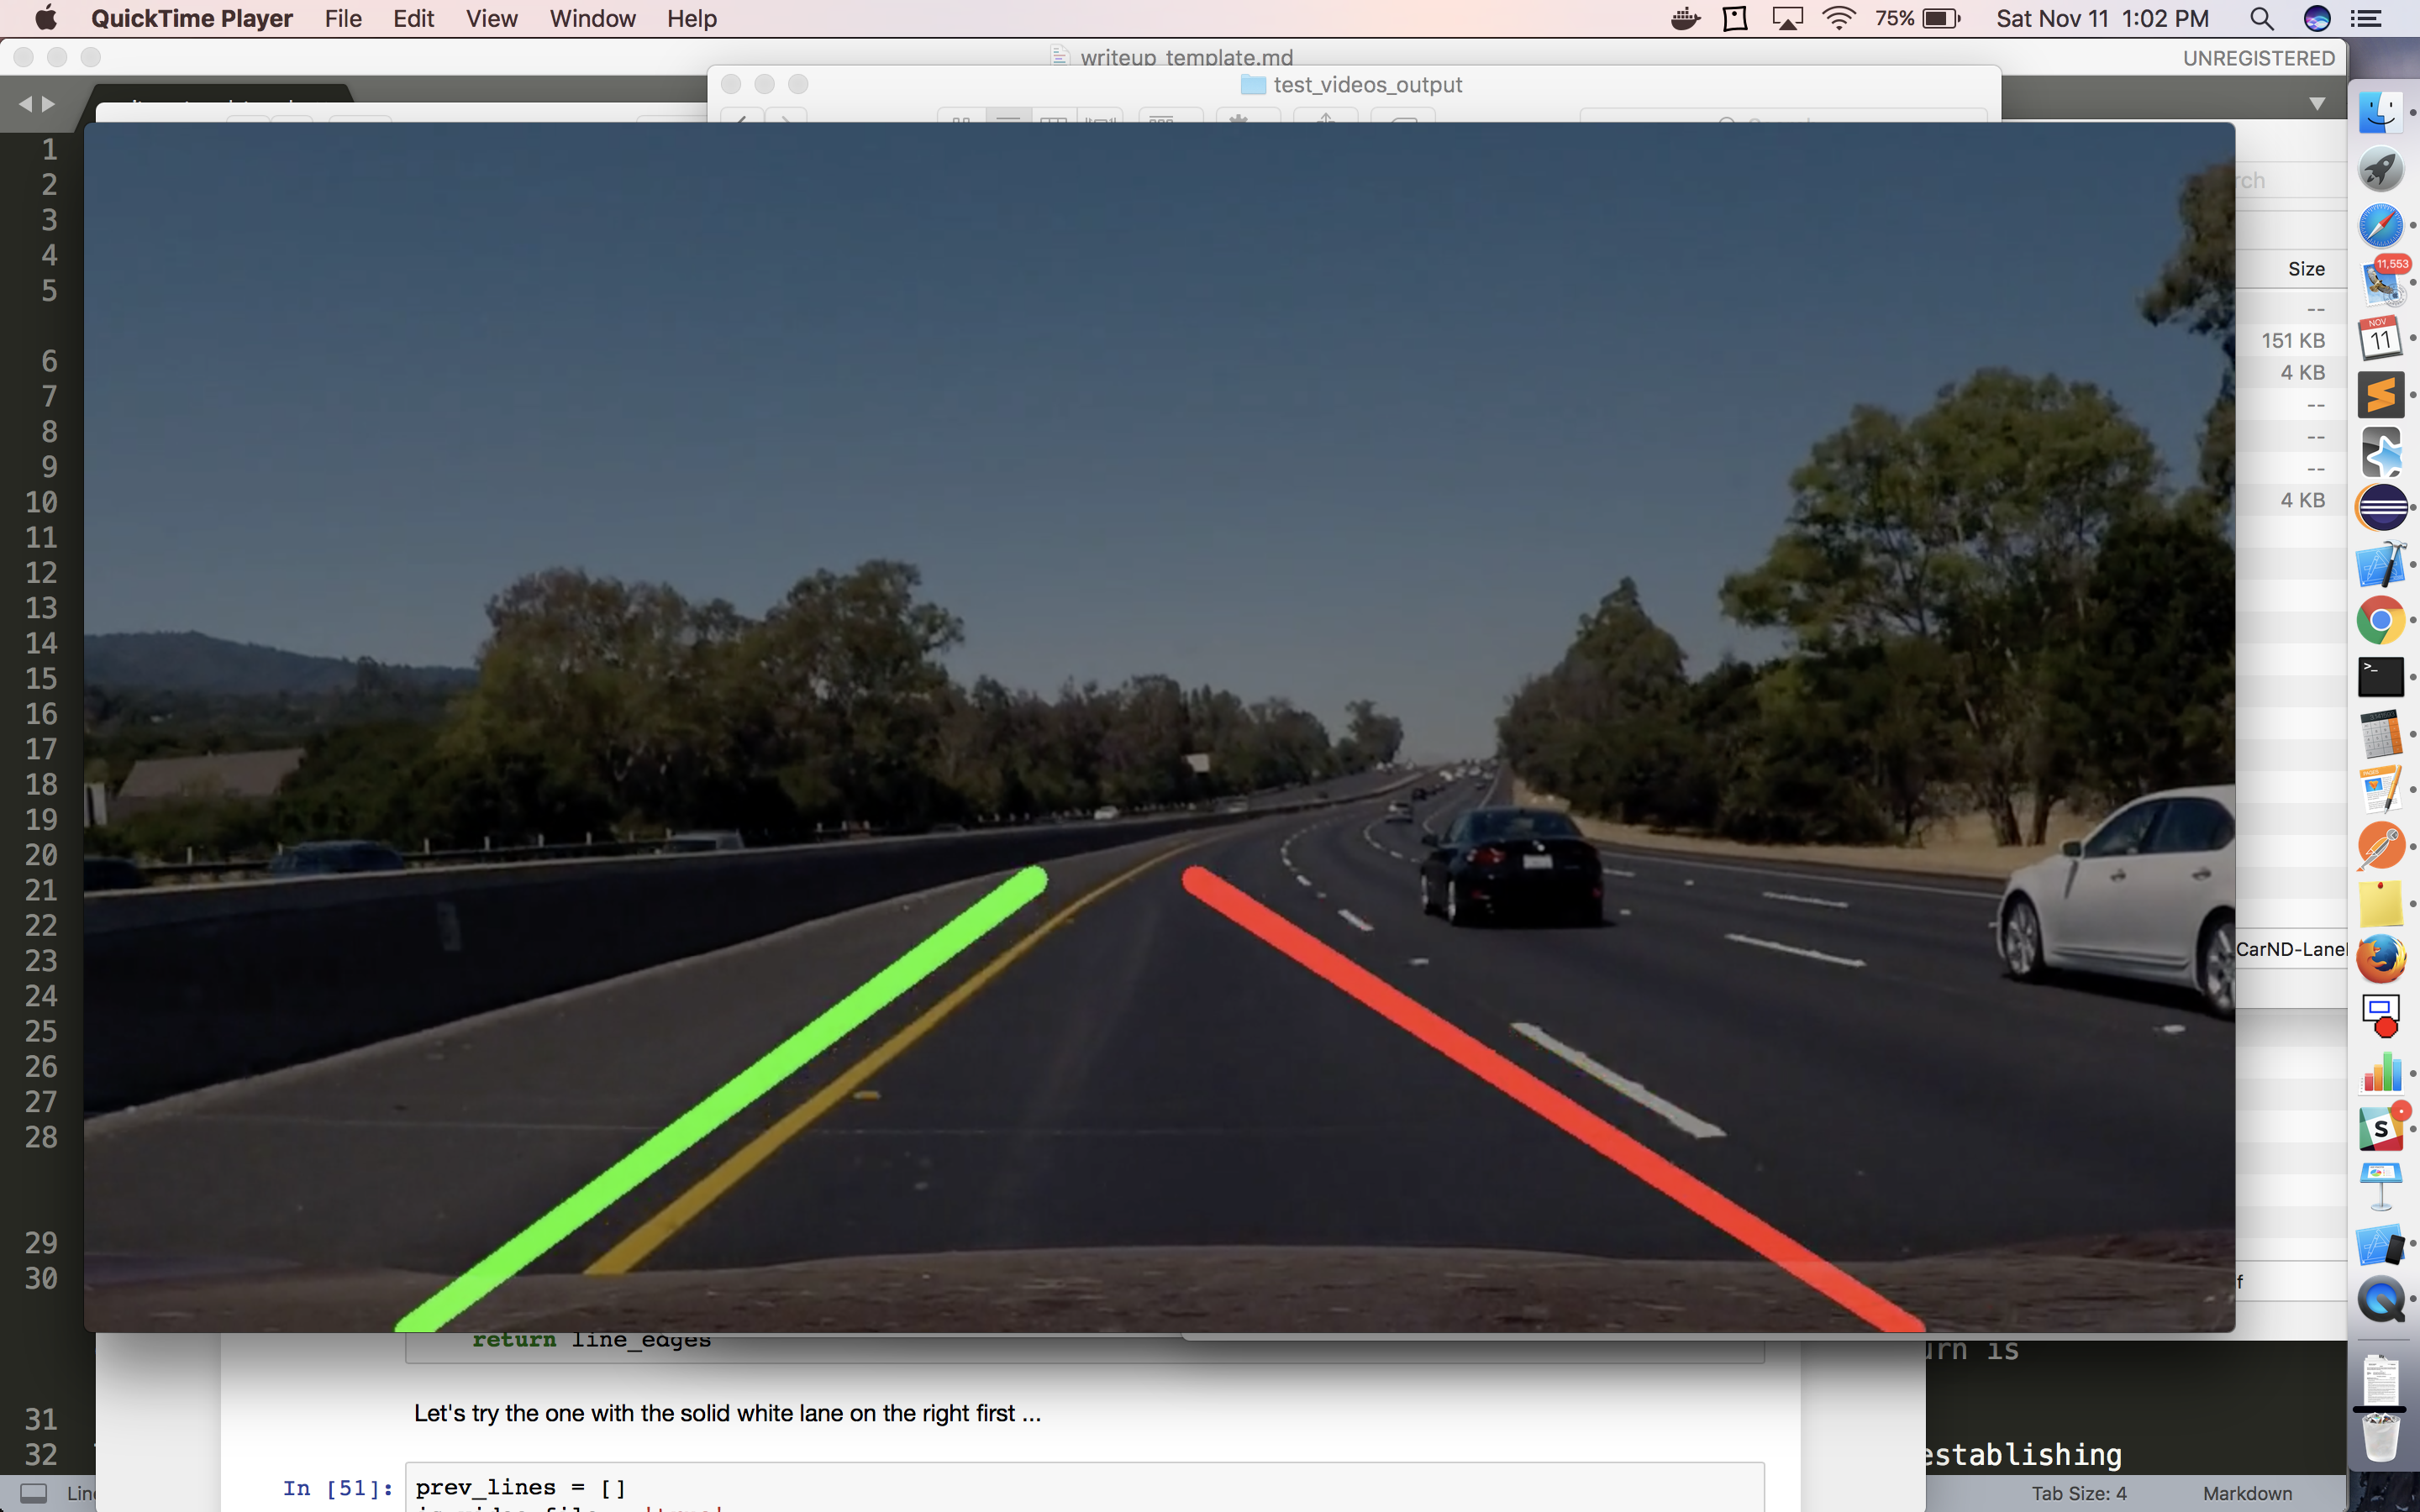 QuickTime Player File Edit View Window Help 75% Sat Nov 11 1:02 PM
writeup_template.md UNREGISTERED
test_videos_output
1
2
3
4
5
6
7
8
9
10
11
12
13
14
15
16
17
18
19
20
21
22
23
24
25
26
27
28
29
30
31
32
rch
Size
--
151 KB
4 KB
--
--
--
4 KB
CarND-Lanel
f
11,553
NOV
11
return line_edges
urn is
Let's try the one with the solid white lane on the right first ...
establishing
In [51]: prev_lines = []
Line
Tab Size: 4 Markdown